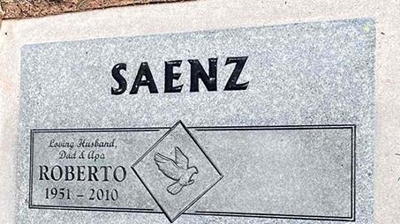 SAENZ
Loving Husband,
Dad & Apa
ROBERTO
1951 – 2010